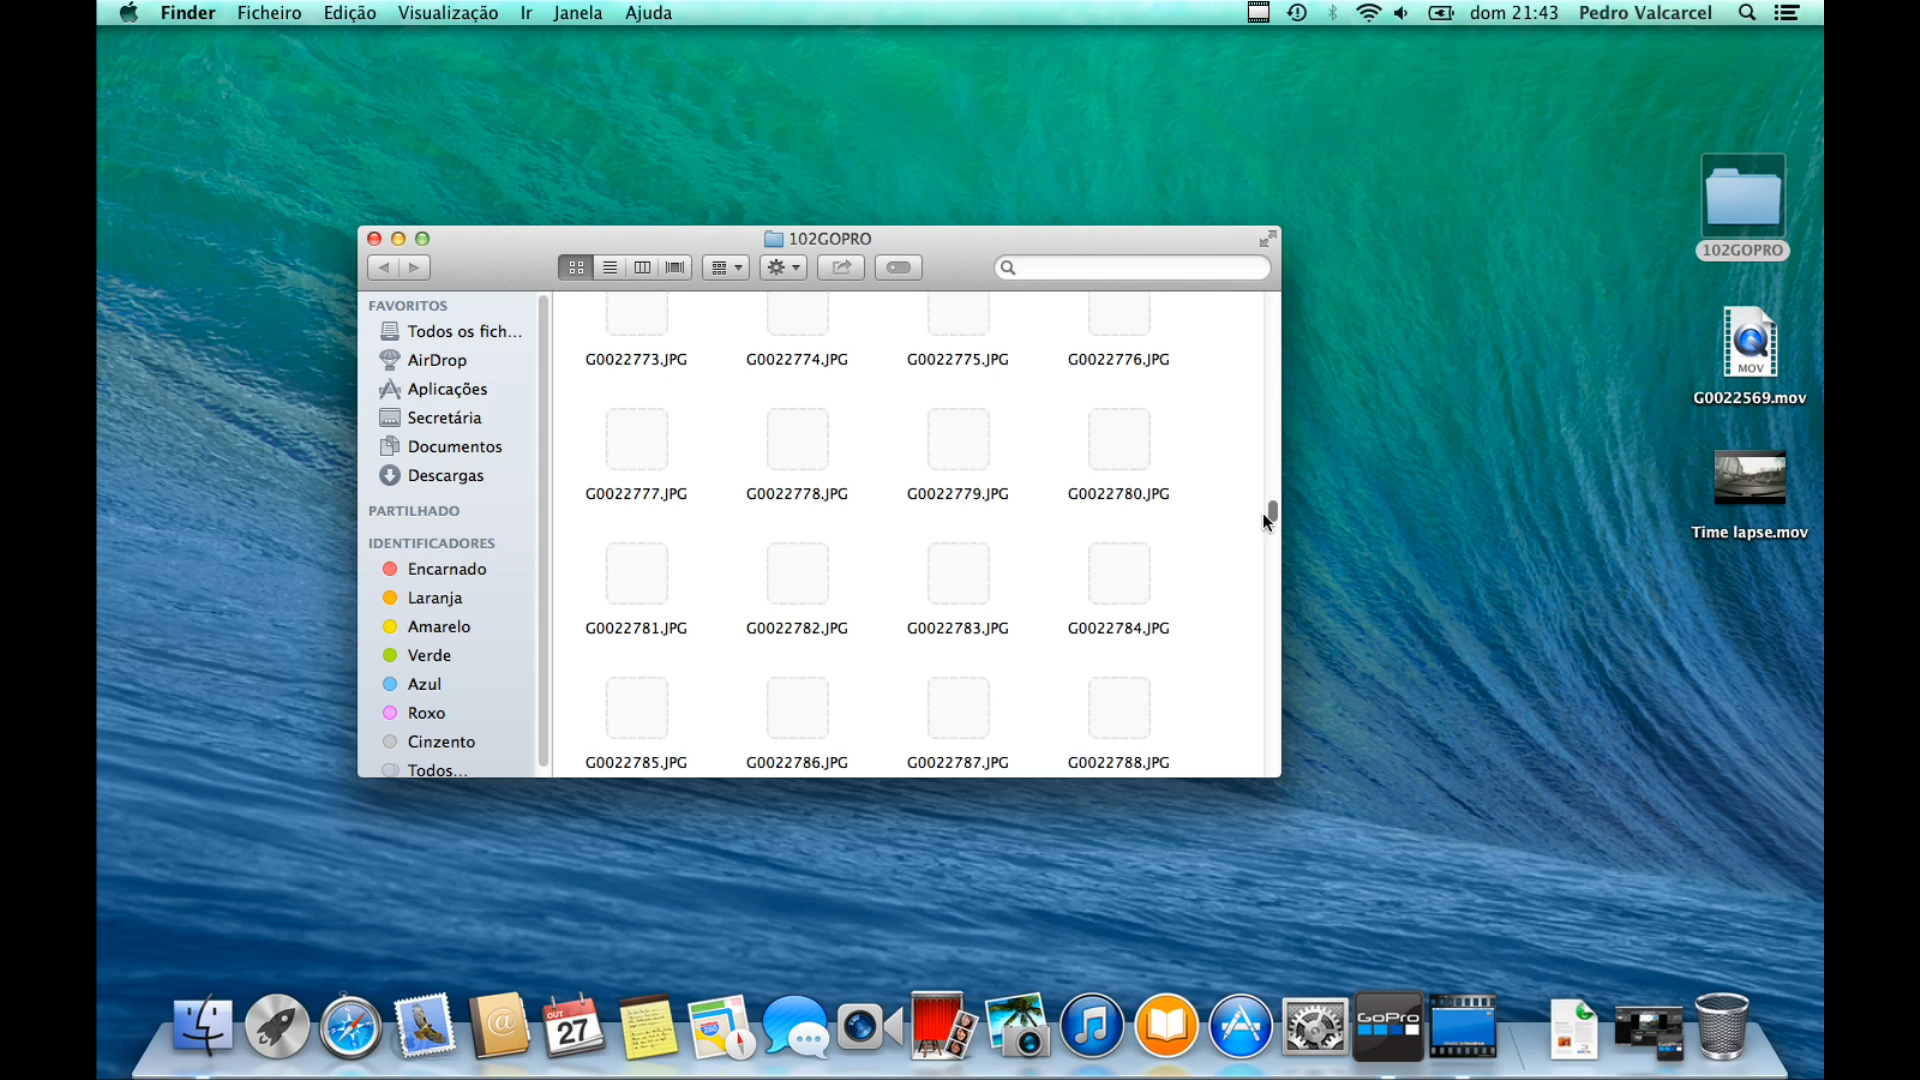 Finder Ficheiro Edição Visualização Ir Janela Ajuda dom 21:43 Pedro Valcarcel
102GOPRO
FAVORITOS
Todos os fich...
AirDrop
Aplicações
Secretária
Documentos
Descargas
PARTILHADO
IDENTIFICADORES
Encarnado
Laranja
Amarelo
Verde
Azul
Roxo
Cinzento
Todos...
G0022773.JPG G0022774.JPG G0022775.JPG G0022776.JPG
G0022777.JPG G0022778.JPG G0022779.JPG G0022780.JPG
G0022781.JPG G0022782.JPG G0022783.JPG G0022784.JPG
G0022785.JPG G0022786.JPG G0022787.JPG G0022788.JPG
102GOPRO
MOV
G0022569.mov
Time lapse.mov
OUT
27
@
280
GoPro